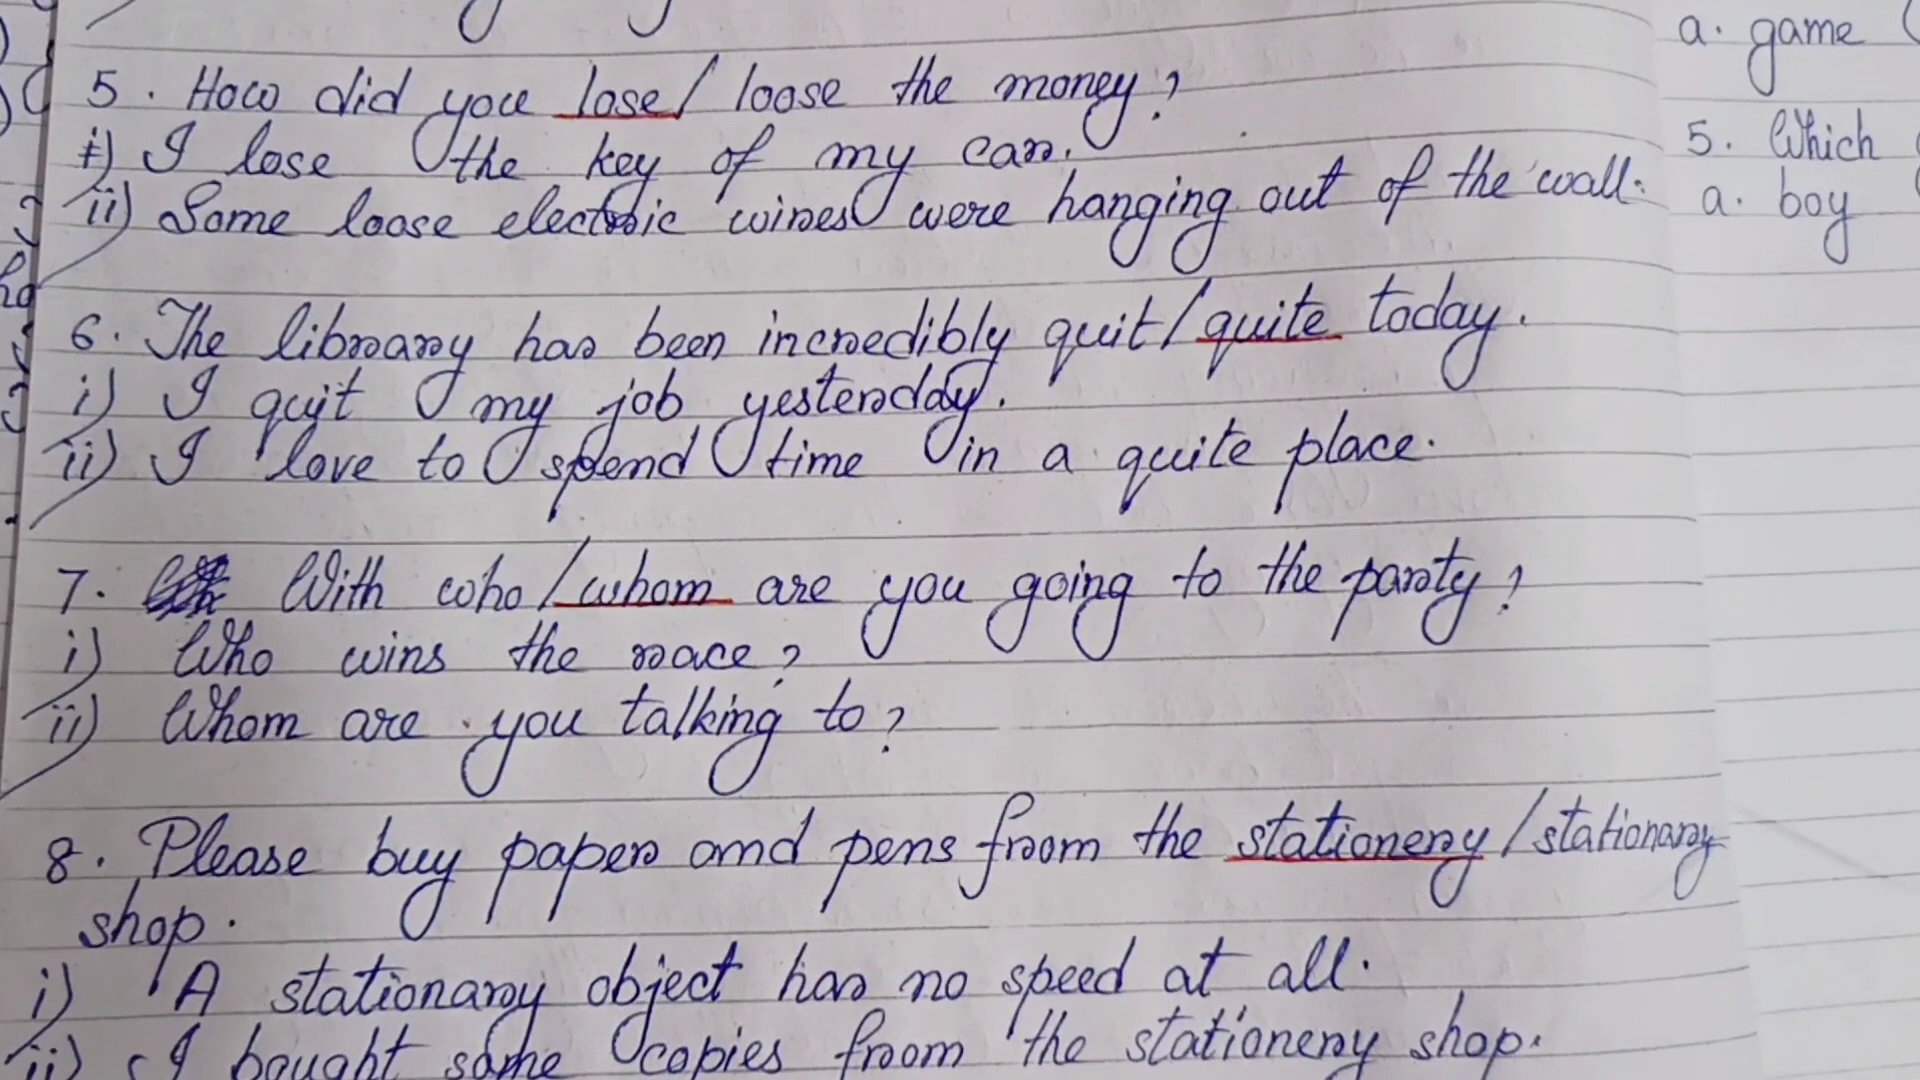 5. How did you lose/ loose the money?
i) I lose the key of my car.
ii) Some loose electric wires were hanging out of the wall.
6. The library has been incredibly quit/quite today.
i) I quit my job yesterday.
ii) I love to spend time in a quite place.
7. With who/whom are you going to the party?
i) Who wins the race?
ii) Whom are you talking to?
8. Please buy paper and pens from the stationery/stationary
shop.
i) A stationary object has no speed at all.
ii) I bought some copies from the stationery shop.
a. game
5. Which
a. boy